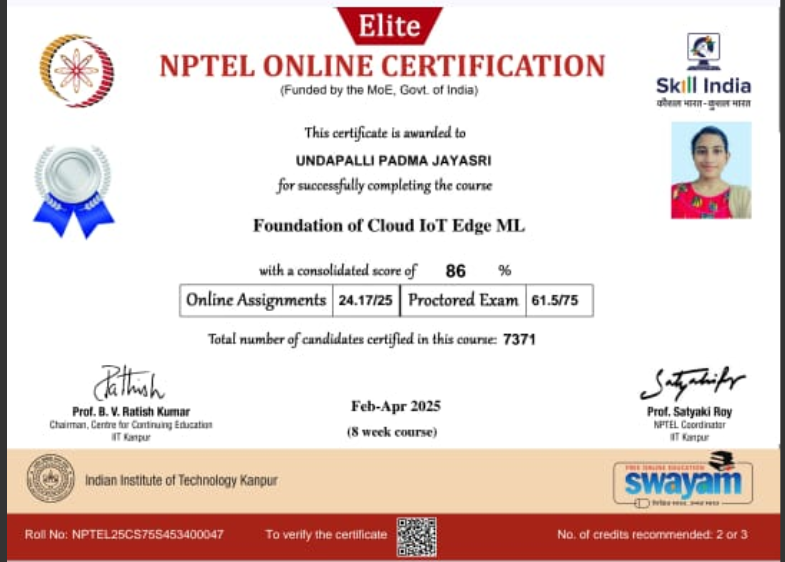 Elite
NPTEL ONLINE CERTIFICATION
(Funded by the MoE, Govt. of India)
Skill India
कौशल भारत-कुशल भारत
This certificate is awarded to
UNDAPALLI PADMA JAYASRI
for successfully completing the course
Foundation of Cloud IoT Edge ML
with a consolidated score of 86 %
Online Assignments 24.17/25 Proctored Exam 61.5/75
Total number of candidates certified in this course: 7371
Prof. B. V. Ratish Kumar
Chairman, Centre for Continuing Education
IIT Kanpur
Feb-Apr 2025
(8 week course)
Prof. Satyaki Roy
NPTEL Coordinator
IIT Kanpur
Indian Institute of Technology Kanpur
FREE ONLINE EDUCATION
swayam
Roll No: NPTEL25CS75S453400047
To verify the certificate
No. of credits recommended: 2 or 3